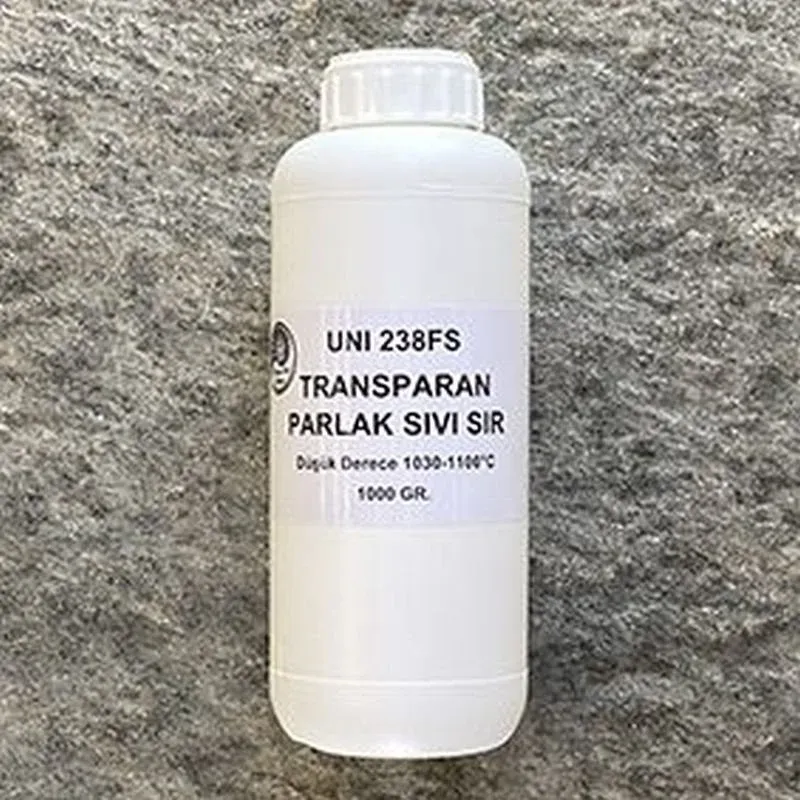 UNI 238FS
TRANSPARAN
PARLAK SIVI SIR
Düşük Derece 1030-1100°C
1000 GR.